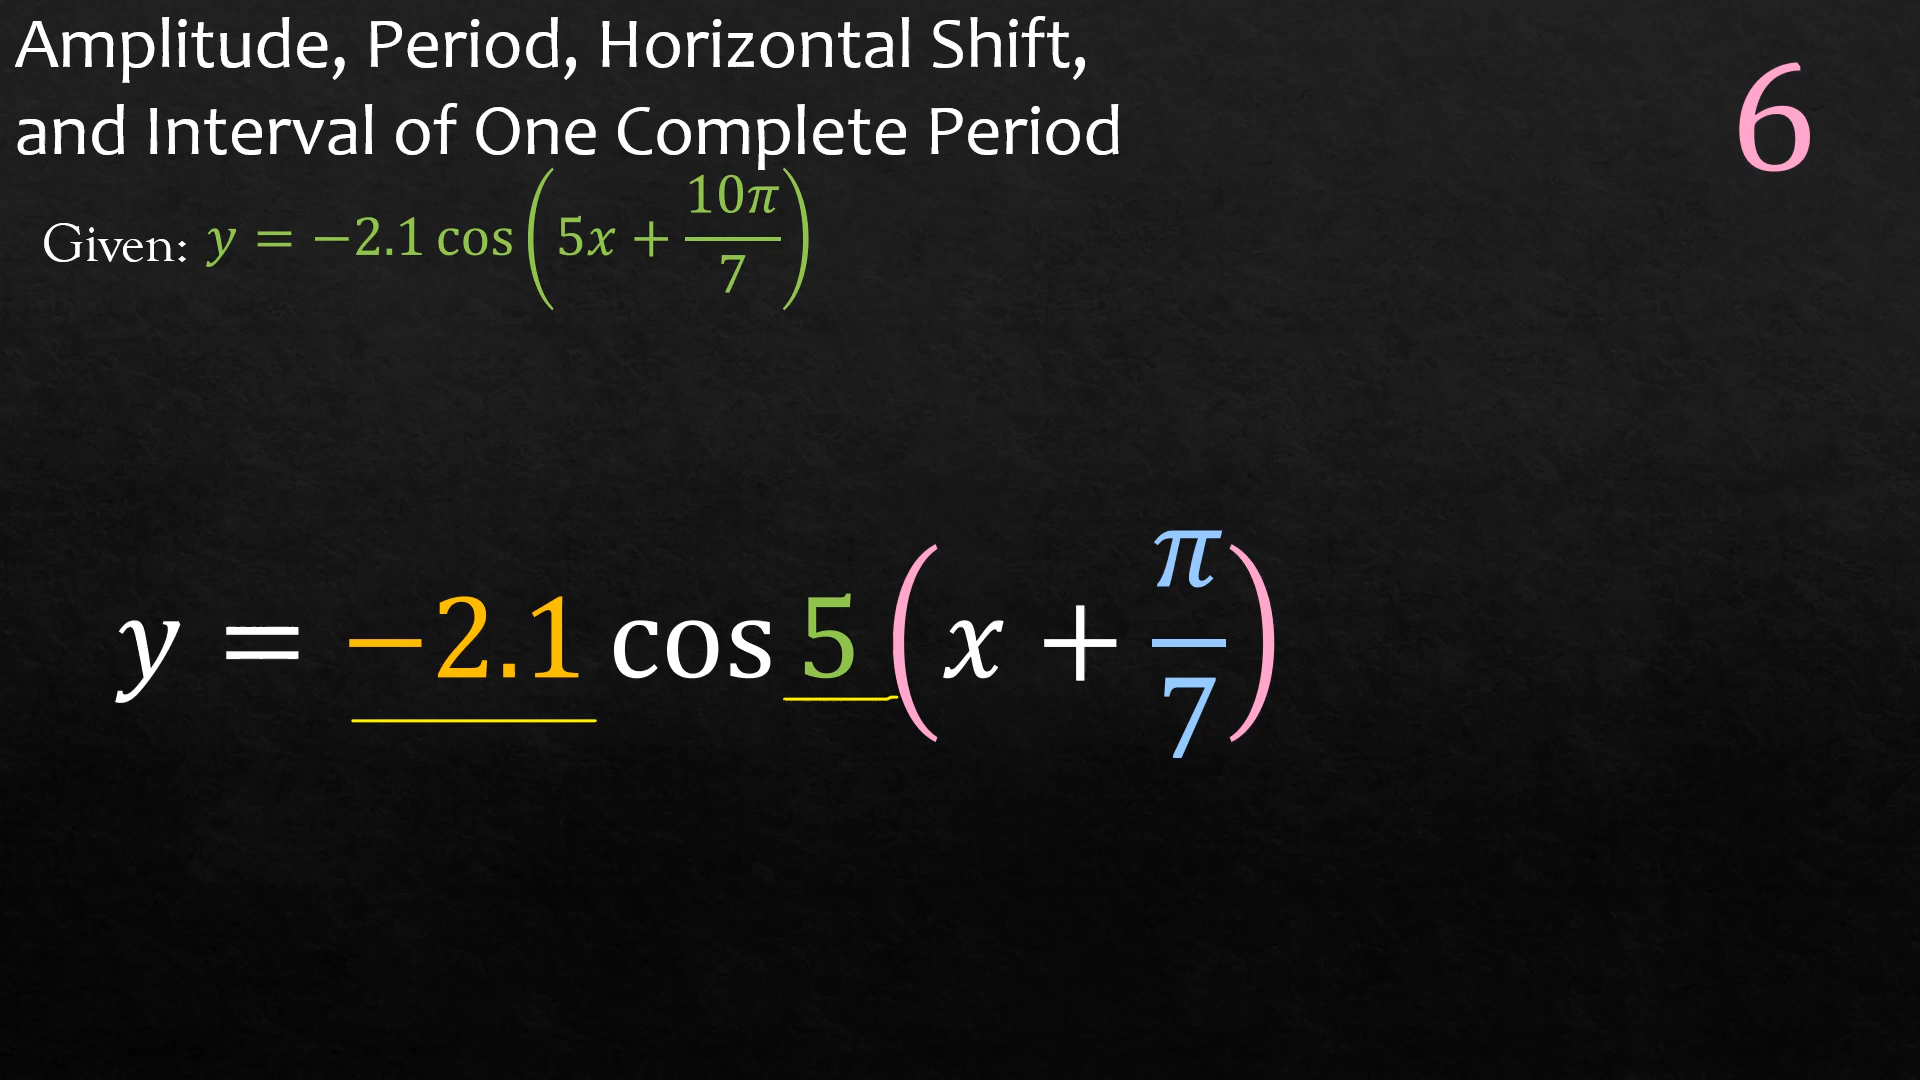 Amplitude, Period, Horizontal Shift,
and Interval of One Complete Period
6
Given: y = −2.1 cos(5x + 10π/7)
y = −2.1 cos 5(x + π/7)